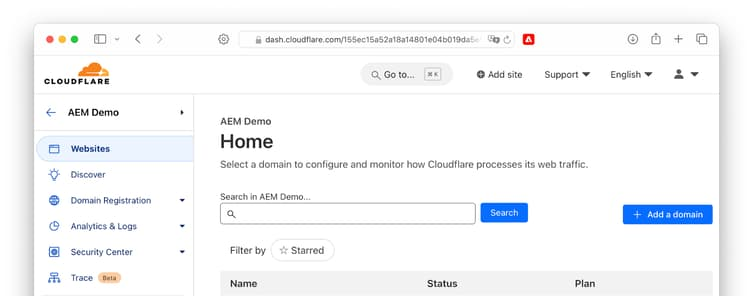 dash.cloudflare.com/155ec15a52a18a14801e04b019da5
CLOUDFLARE
Go to... ⌘ K
Add site
Support
English
AEM Demo
Websites
Discover
Domain Registration
Analytics & Logs
Security Center
Trace Beta
AEM Demo
Home
Select a domain to configure and monitor how Cloudflare processes its web traffic.
Search in AEM Demo...
Search
+ Add a domain
Filter by ☆ Starred
Name Status Plan